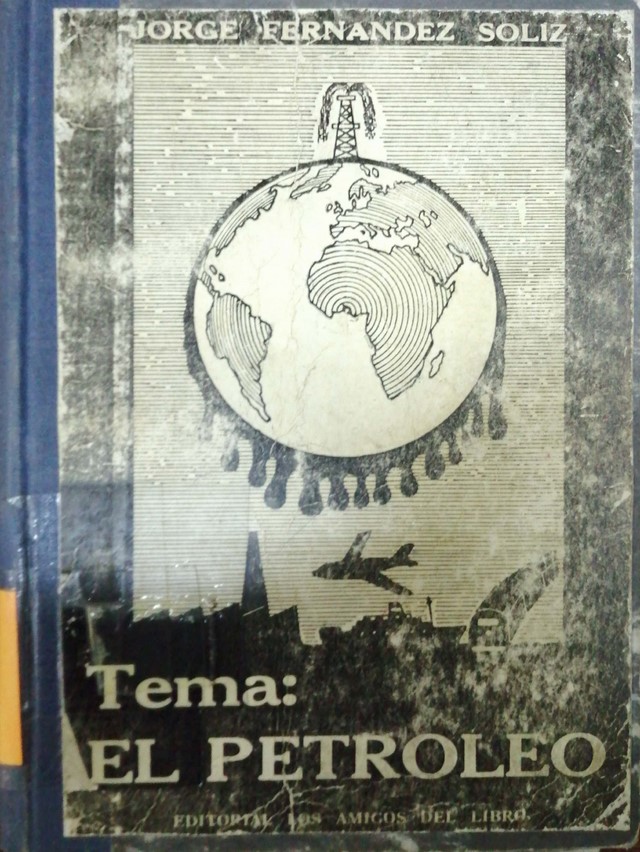 JORGE FERNANDEZ SOLIZ
Tema:
EL PETROLEO
EDITORIAL LOS AMIGOS DEL LIBRO